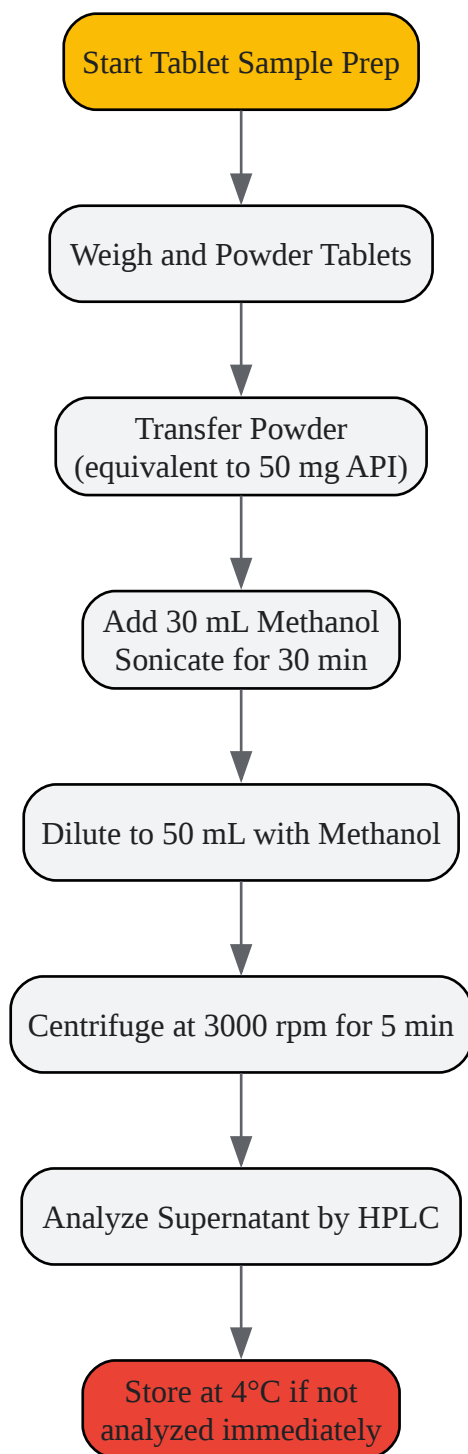 Start Tablet Sample Prep
Weigh and Powder Tablets
Transfer Powder
(equivalent to 50 mg API)
Add 30 mL Methanol
Sonicate for 30 min
Dilute to 50 mL with Methanol
Centrifuge at 3000 rpm for 5 min
Analyze Supernatant by HPLC
Store at 4°C if not
analyzed immediately